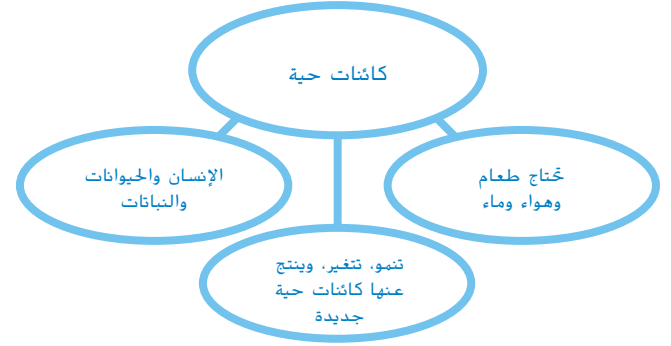 كائنات حية
تحتاج طعام
وهواء وماء
الإنسان والحيوانات
والنباتات
تنمو، تتغير، وينتج
عنها كائنات حية
جديدة